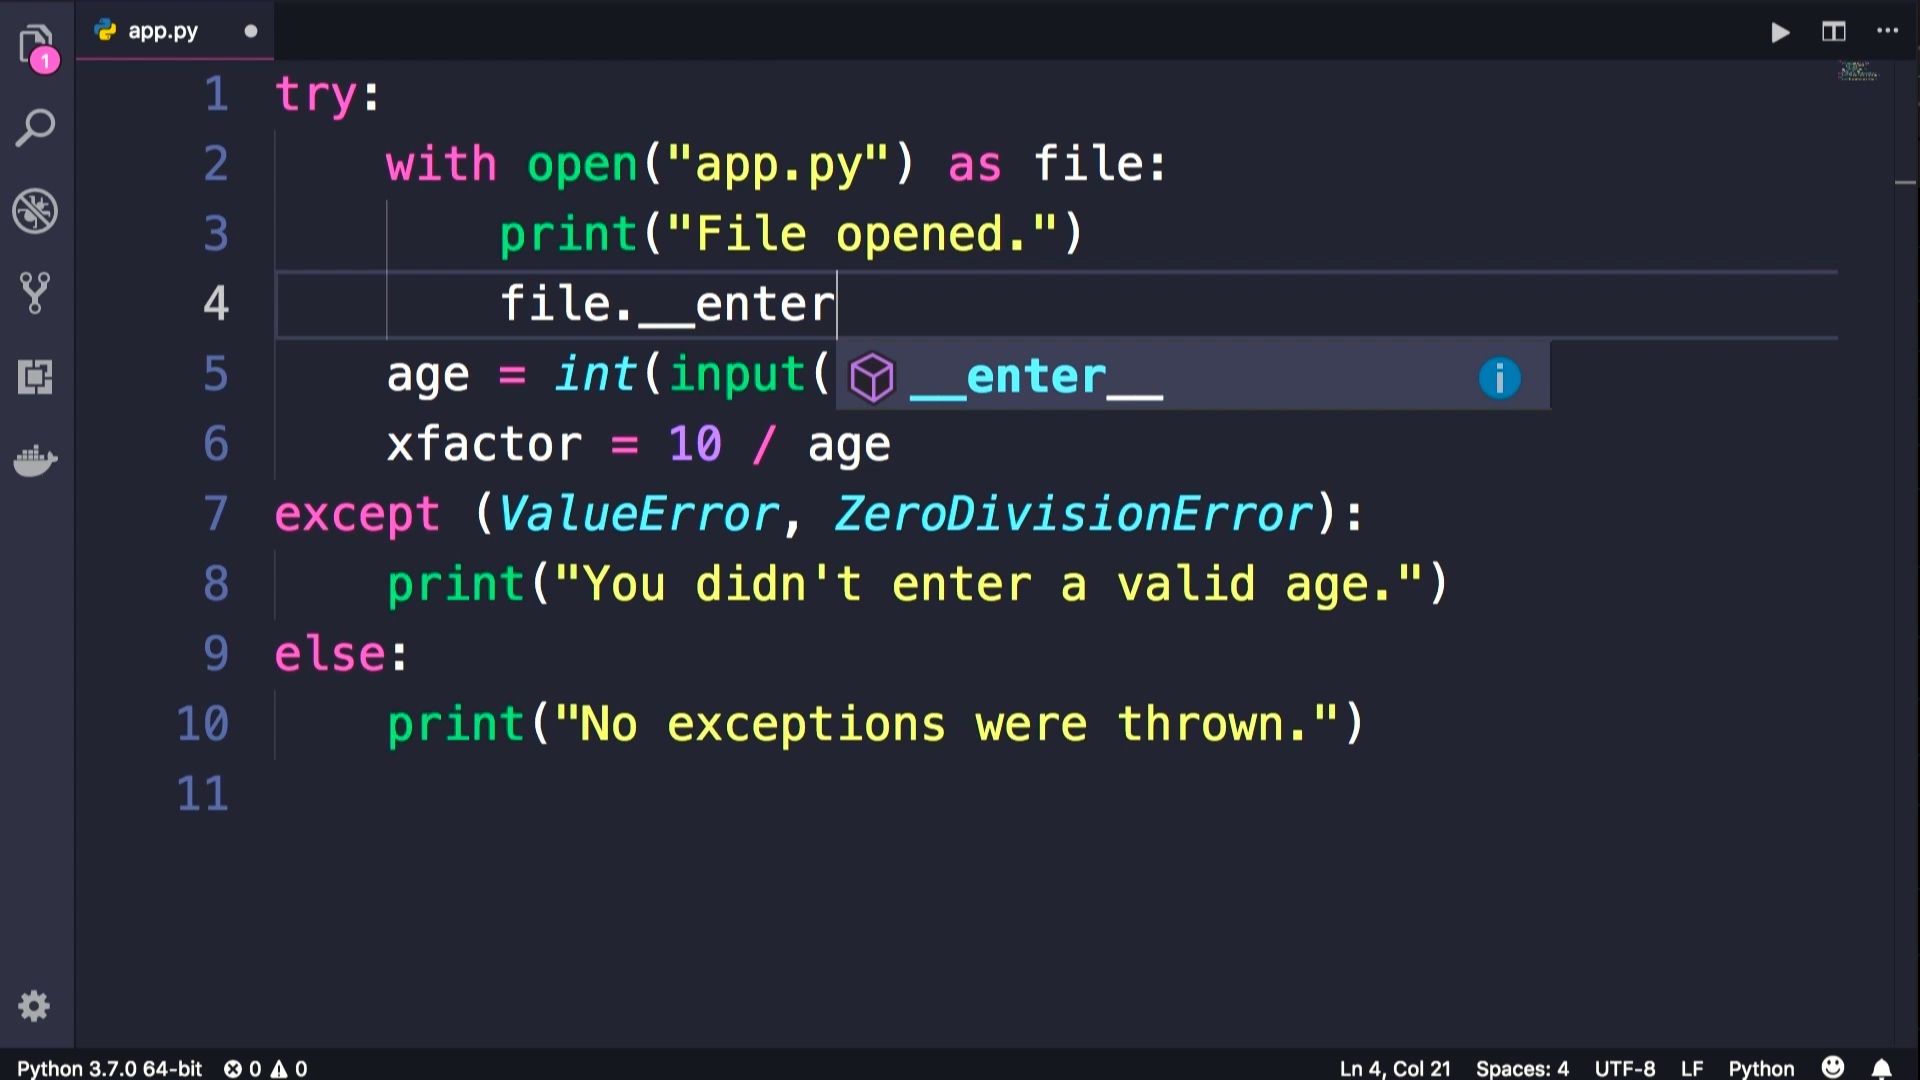 app.py
1
1 try:
2 with open("app.py") as file:
3 print("File opened.")
4 file.__enter
5 age = int(input(
__enter__
6 xfactor = 10 / age
7 except (ValueError, ZeroDivisionError):
8 print("You didn't enter a valid age.")
9 else:
10 print("No exceptions were thrown.")
11
Python 3.7.0 64-bit 0 0 Ln 4, Col 21 Spaces: 4 UTF-8 LF Python